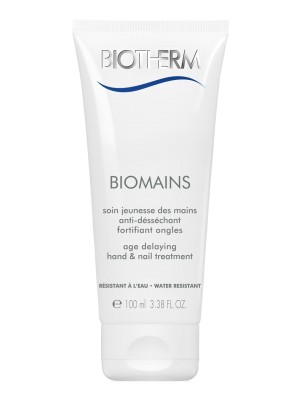 BIOTHERM
BIOMAINS
soin jeunesse des mains
anti-désséchant
fortifiant ongles
age delaying
hand & nail treatment
RÉSISTANT À L'EAU - WATER RESISTANT
℮ 100 ml 3.38 FL. OZ.